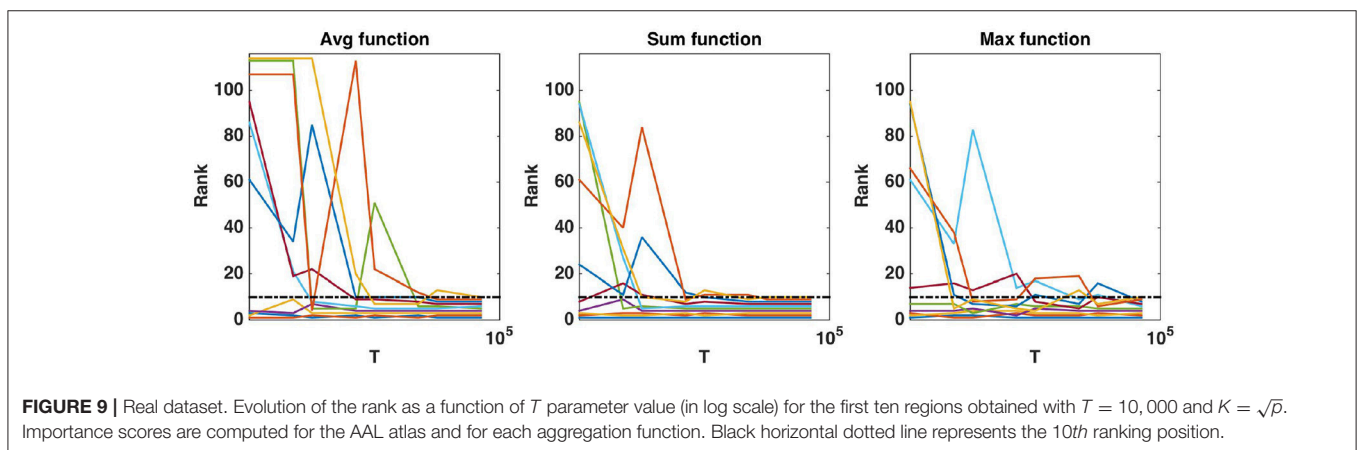 Avg function
Rank
100
80
60
40
20
0
T
10^5
Sum function
Rank
100
80
60
40
20
0
T
10^5
Max function
Rank
100
80
60
40
20
0
T
10^5
FIGURE 9 | Real dataset. Evolution of the rank as a function of T parameter value (in log scale) for the first ten regions obtained with T = 10, 000 and K = √p.
Importance scores are computed for the AAL atlas and for each aggregation function. Black horizontal dotted line represents the 10th ranking position.